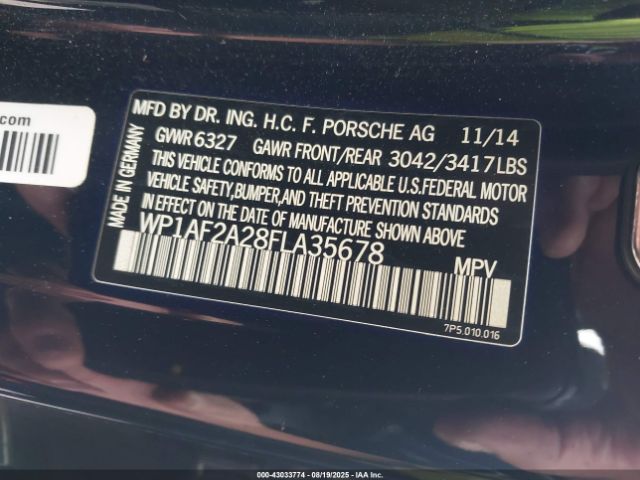 com
MFD BY DR. ING. H.C. F. PORSCHE AG 11/14
GVWR 6327 GAWR FRONT/REAR 3042/3417 LBS
THIS VEHICLE CONFORMS TO ALL APPLICABLE U.S.FEDERAL MOTOR
VEHICLE SAFETY,BUMPER,AND THEFT PREVENTION STANDARDS
IN EFFECT ON THE DATE OF MANUFACTURE SHOWN ABOVE
WP1AF2A28FLA35678
MPV
7P5.010.016
MADE IN GERMANY
000-43033774 - 08/19/2025 - IAA Inc.